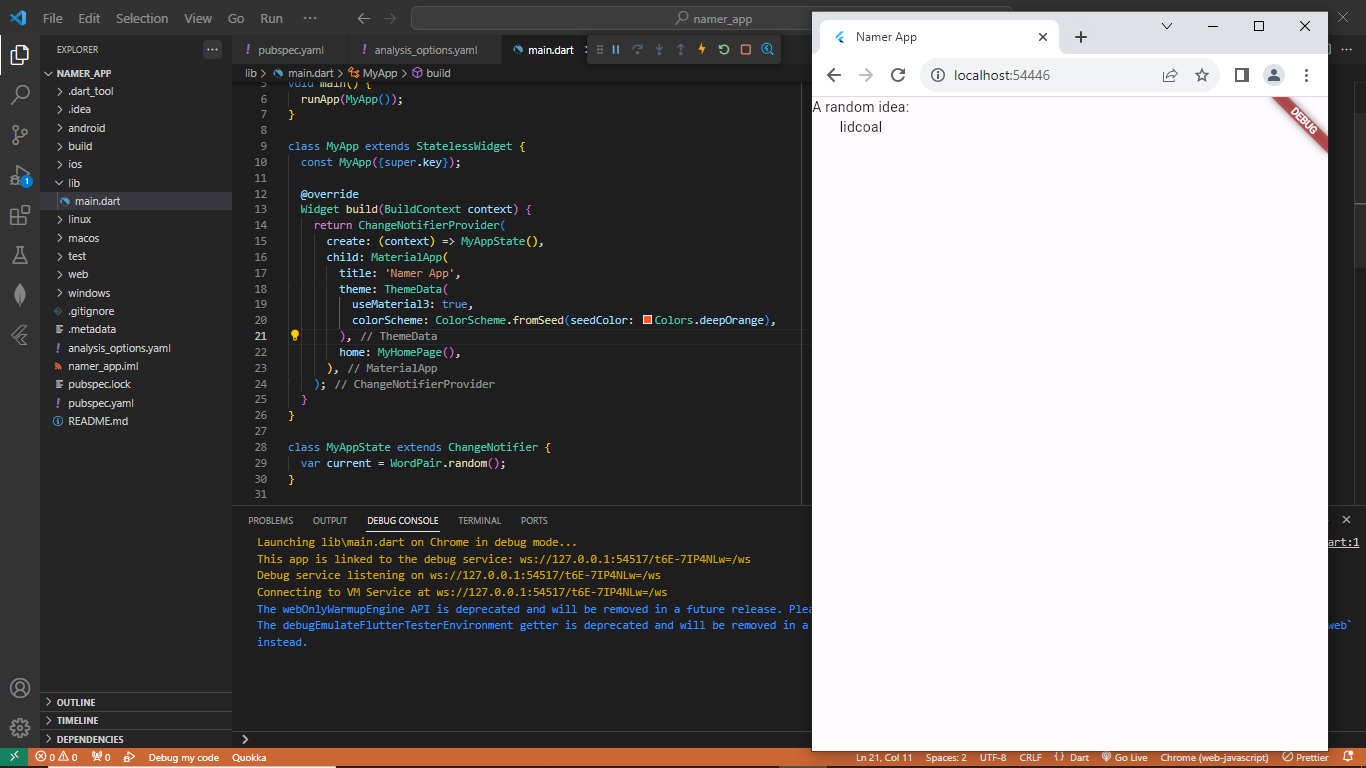 File Edit Selection View Go Run ··· namer_app
EXPLORER ···
NAMER_APP
.dart_tool
.idea
android
build
ios
lib
main.dart
linux
macos
test
web
windows
.gitignore
.metadata
! analysis_options.yaml
namer_app.iml
pubspec.lock
! pubspec.yaml
README.md
OUTLINE
TIMELINE
DEPENDENCIES
1
! pubspec.yaml ! analysis_options.yaml main.dart
lib > main.dart > MyApp > build
5 void main() {
6 runApp(MyApp());
7 }
8
9 class MyApp extends StatelessWidget {
10 const MyApp({super.key});
11
12 @override
13 Widget build(BuildContext context) {
14 return ChangeNotifierProvider(
15 create: (context) => MyAppState(),
16 child: MaterialApp(
17 title: 'Namer App',
18 theme: ThemeData(
19 useMaterial3: true,
20 colorScheme: ColorScheme.fromSeed(seedColor: Colors.deepOrange),
21 ), // ThemeData
22 home: MyHomePage(),
23 ), // MaterialApp
24 ); // ChangeNotifierProvider
25 }
26 }
27
28 class MyAppState extends ChangeNotifier {
29 var current = WordPair.random();
30 }
31
PROBLEMS OUTPUT DEBUG CONSOLE TERMINAL PORTS
Launching lib\main.dart on Chrome in debug mode...
This app is linked to the debug service: ws://127.0.0.1:54517/t6E-7IP4NLw=/ws
Debug service listening on ws://127.0.0.1:54517/t6E-7IP4NLw=/ws
Connecting to VM Service at ws://127.0.0.1:54517/t6E-7IP4NLw=/ws
The webOnlyWarmupEngine API is deprecated and will be removed in a future release. Plea
The debugEmulateFlutterTesterEnvironment getter is deprecated and will be removed in a web`
instead.
art:1
Namer App
localhost:54446
A random idea:
lidcoal
DEBUG
0 0 0 Debug my code Quokka Ln 21, Col 11 Spaces: 2 UTF-8 CRLF {} Dart Go Live Chrome (web-javascript) Prettier